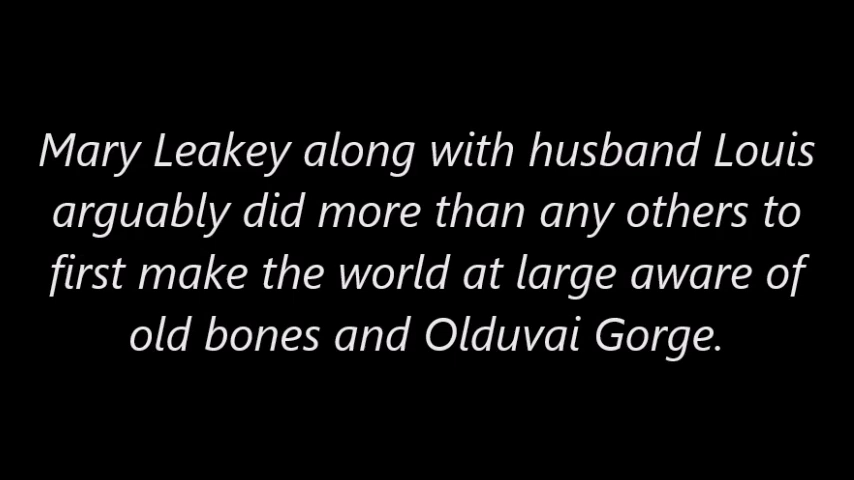 Mary Leakey along with husband Louis
arguably did more than any others to
first make the world at large aware of
old bones and Olduvai Gorge.